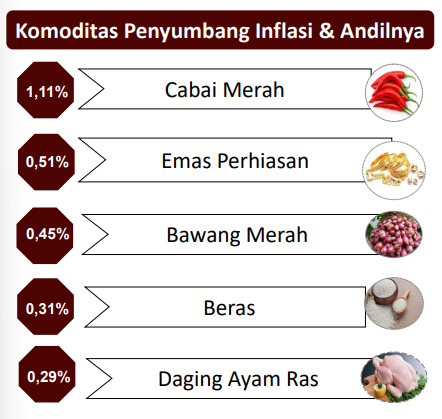 Komoditas Penyumbang Inflasi & Andilnya
1,11% Cabai Merah
0,51% Emas Perhiasan
0,45% Bawang Merah
0,31% Beras
0,29% Daging Ayam Ras